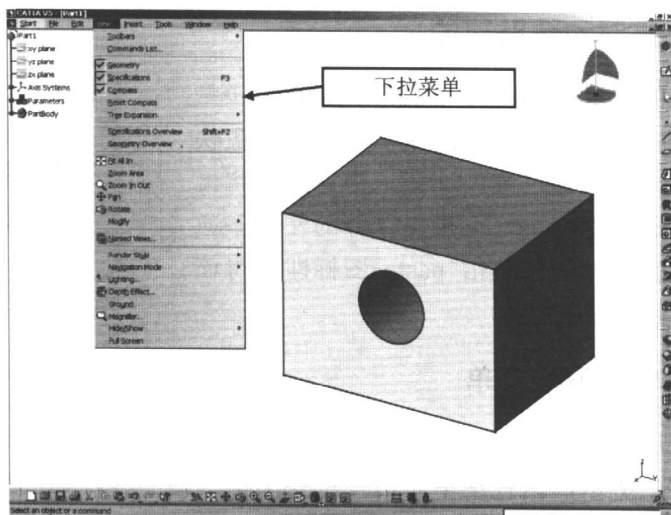 CATIA V5 - [Part1]
Start File Edit View Insert Tools Window Help
Part1
xy plane
yz plane
zx plane
Axis Systems
Parameters
PartBody
Toolbars
Commands List...
Geometry
Specifications F3
Compass
Reset Compass
Tree Expansion
Specifications Overview Shift+F2
Geometry Overview
Fit All In
Zoom Area
Zoom In Out
Pan
Rotate
Modify
Named Views...
Render Style
Navigation Mode
Lighting...
Depth Effect...
Ground
Magnifier...
Hide/Show
Full Screen
下拉菜单
z
y
x
Select an object or a command